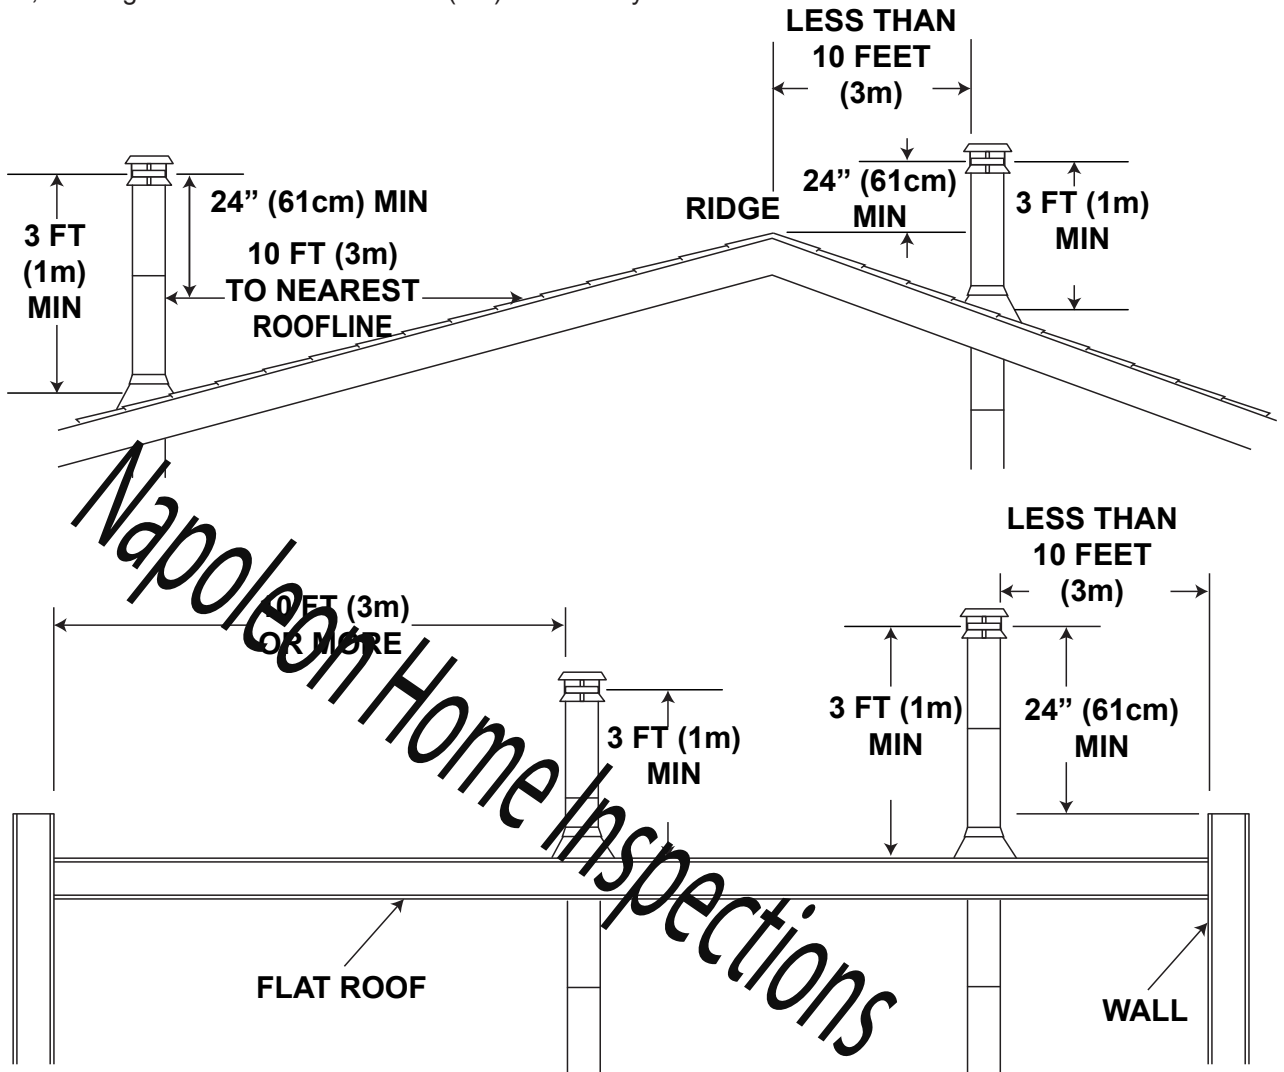 LESS THAN
10 FEET
(3m)
24” (61cm)
MIN
3 FT (1m)
MIN
RIDGE
3 FT
(1m)
MIN
24” (61cm) MIN
10 FT (3m)
TO NEAREST
ROOFLINE
Napoleon Home Inspections
10 FT (3m)
OR MORE
3 FT (1m)
MIN
LESS THAN
10 FEET
(3m)
3 FT (1m)
MIN
24” (61cm)
MIN
FLAT ROOF
WALL